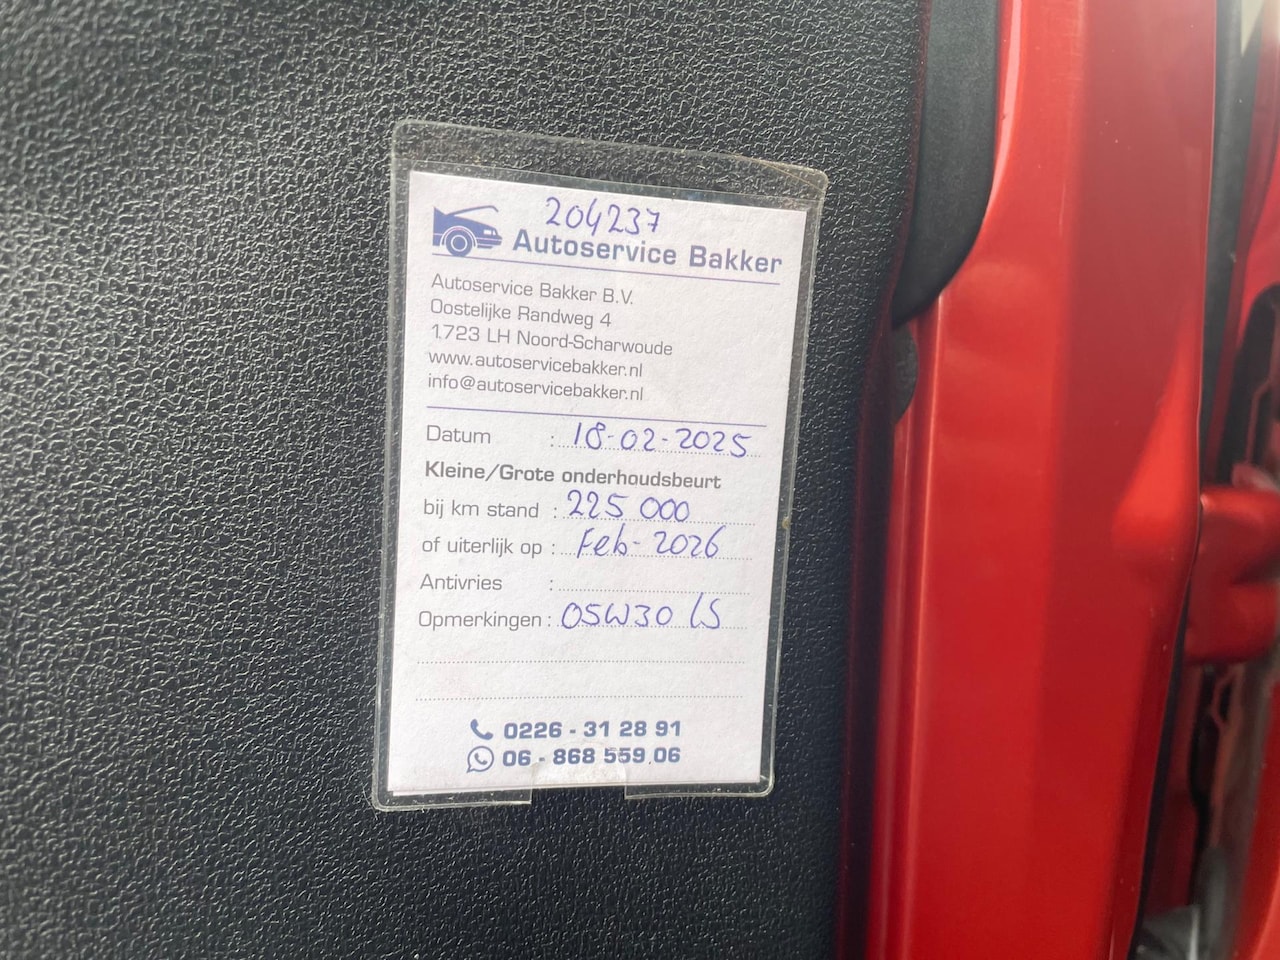 204237
Autoservice Bakker
Autoservice Bakker B.V.
Oostelijke Randweg 4
1723 LH Noord-Scharwoude
www.autoservicebakker.nl
info@autoservicebakker.nl
Datum : 18-02-2025
Kleine/Grote onderhoudsbeurt
bij km stand : 225 000
of uiterlijk op : Feb-2026
Antivries :
Opmerkingen : 0SW30 LS
0226 - 31 28 91
06 - 868 559 06